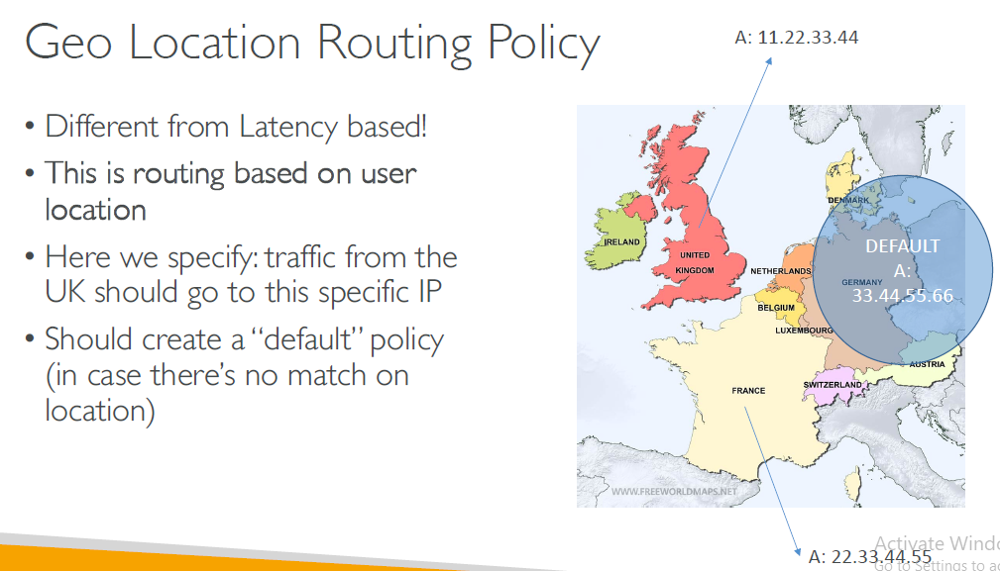 Geo Location Routing Policy
A: 11.22.33.44
• Different from Latency based!
• This is routing based on user
location
• Here we specify: traffic from the
UK should go to this specific IP
• Should create a “default” policy
(in case there’s no match on
location)
DENMARK
IRELAND
UNITED
KINGDOM
DEFAULT
A:
33.44.55.66
NETHERLANDS
GERMANY
BELGIUM
LUXEMBOURG
AUSTRIA
SWITZERLAND
FRANCE
WWW.FREEWORLDMAPS.NET
A: 22.33.44.55
Activate Windo
Go to Settings to ac